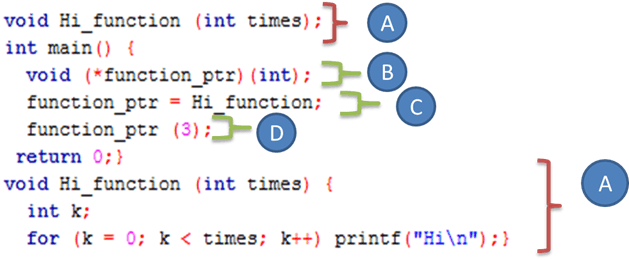 void Hi_function (int times); A
int main() {
void (*function_ptr)(int); B
function_ptr = Hi_function; C
function_ptr (3); D
return 0;}
void Hi_function (int times) { A
int k;
for (k = 0; k < times; k++) printf("Hi\n");}